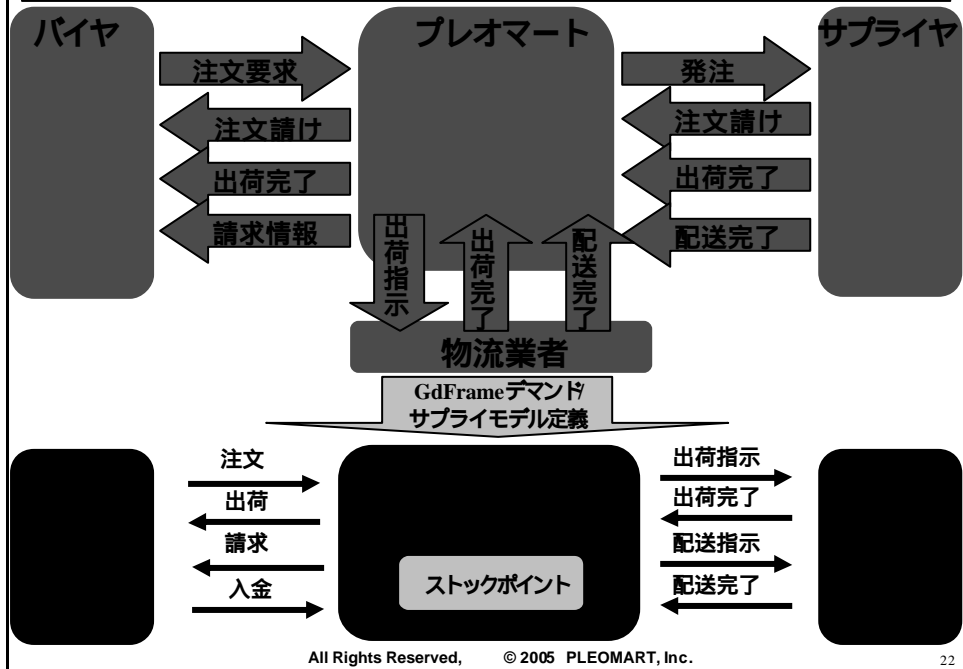 バイヤ
プレオマート
サプライヤ
注文要求
発注
注文請け
注文請け
出荷完了
出荷完了
請求情報
配送完了
出荷指示
出荷完了
配送完了
物流業者
GdFrameデマンド/
サプライモデル定義
注文
出荷指示
出荷
出荷完了
請求
配送指示
ストックポイント
入金
配送完了
All Rights Reserved, © 2005 PLEOMART, Inc.
22